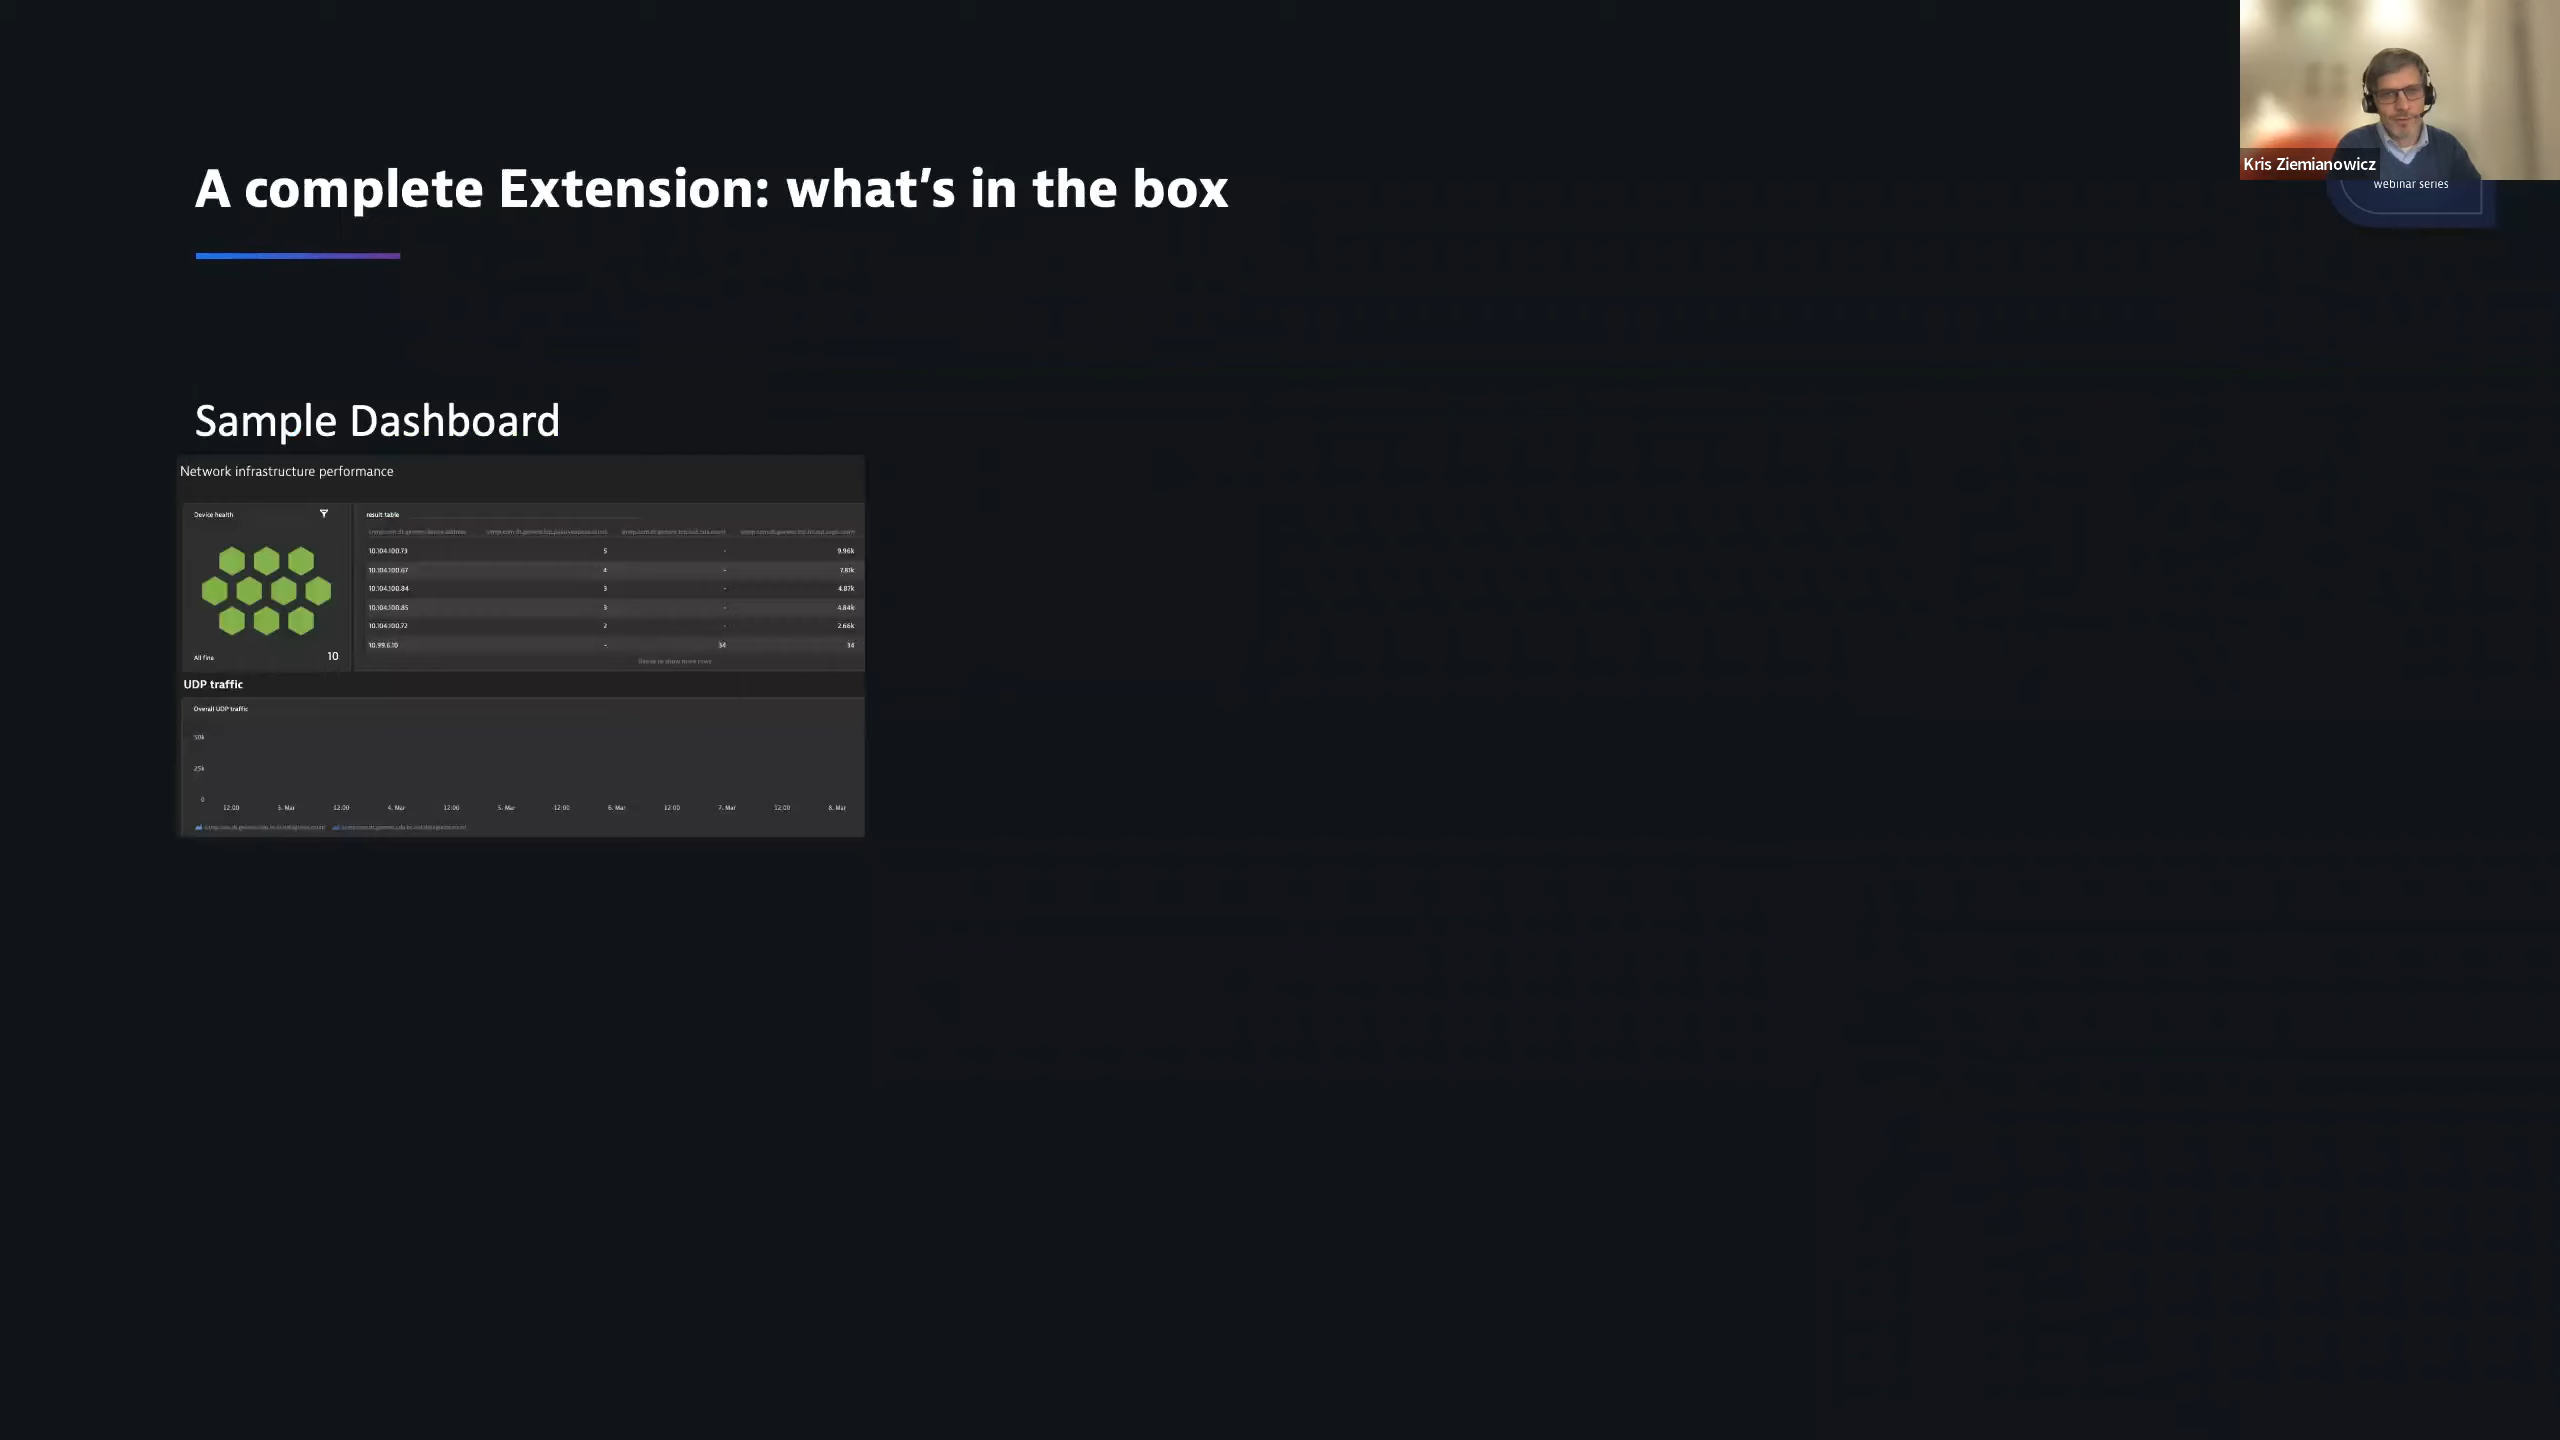 Kris Ziemianowicz
webinar series
A complete Extension: what's in the box
Sample Dashboard
Network infrastructure performance
Device health
All fine 10
result table
10.104.100.73 5 - 9.96k
10.104.100.67 4 - 7.81k
10.104.100.84 3 - 4.87k
10.104.100.85 3 - 4.84k
10.104.100.72 2 - 2.66k
10.99.6.10 - 34 34
UDP traffic
Overall UDP traffic
50k
25k
0
12:00 3. Mar 12:00 4. Mar 12:00 5. Mar 12:00 6. Mar 12:00 7. Mar 12:00 8. Mar